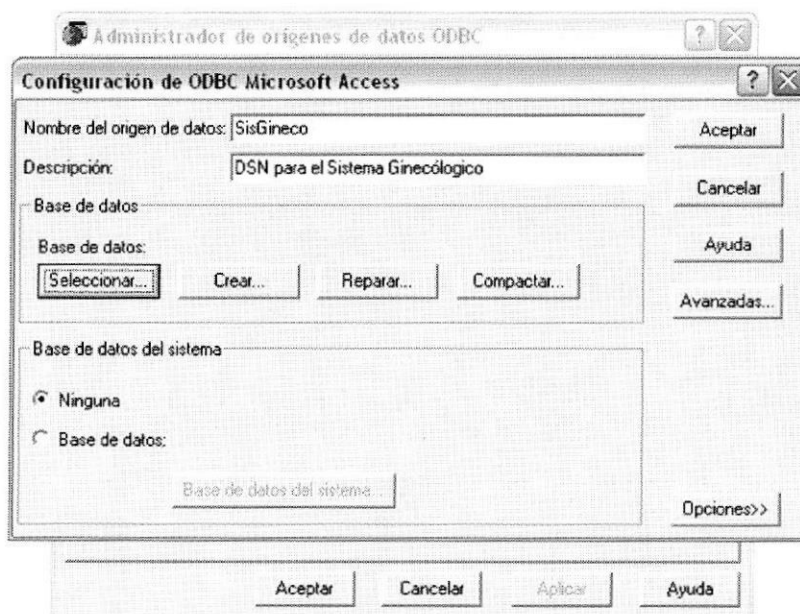 Administrador de orígenes de datos ODBC
Configuración de ODBC Microsoft Access
Nombre del origen de datos: SisGineco
Aceptar
Descripción: DSN para el Sistema Ginecólogico
Cancelar
Base de datos
Base de datos:
Ayuda
Seleccionar... Crear... Reparar... Compactar...
Avanzadas...
Base de datos del sistema
Ninguna
Base de datos:
Base de datos del sistema...
Opciones>>
Aceptar Cancelar Aplicar Ayuda